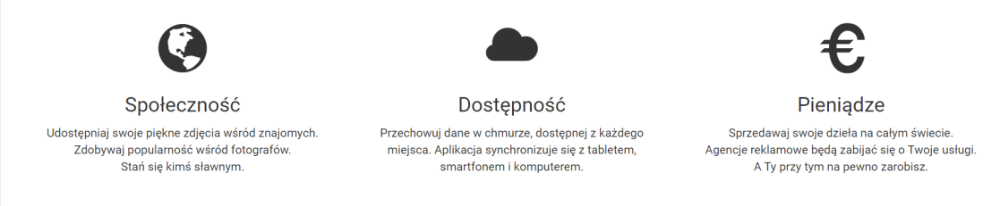 Społeczność
Udostępniaj swoje piękne zdjęcia wśród znajomych.
Zdobywaj popularność wśród fotografów.
Stań się kimś sławnym.
Dostępność
Przechowuj dane w chmurze, dostępnej z każdego
miejsca. Aplikacja synchronizuje się z tabletem,
smartfonem i komputerem.
Pieniądze
Sprzedawaj swoje dzieła na całym świecie.
Agencje reklamowe będą zabijać się o Twoje usługi.
A Ty przy tym na pewno zarobisz.